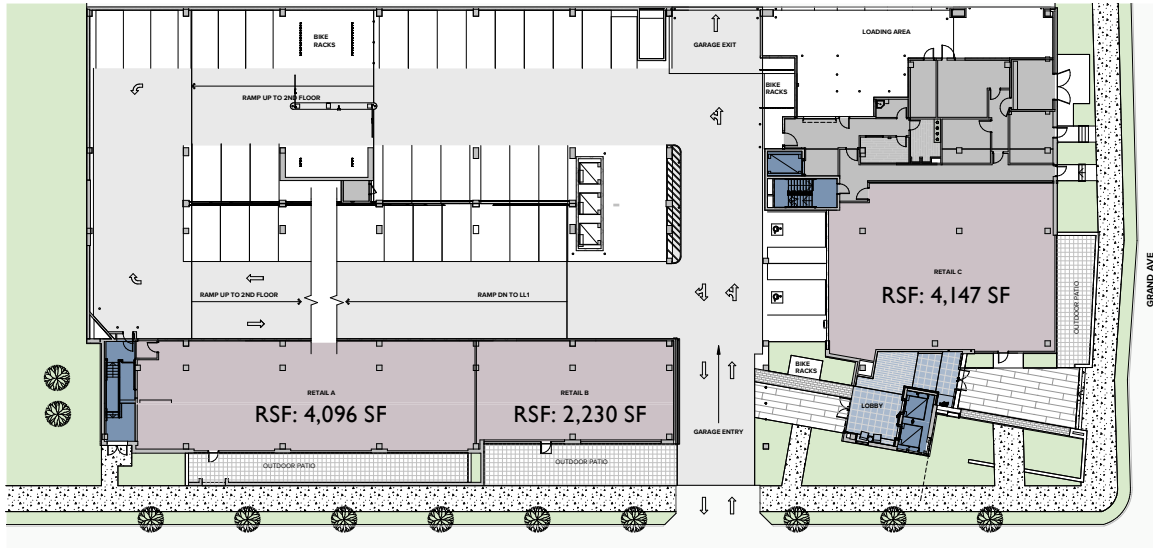 BIKE
RACKS
GARAGE EXIT
LOADING AREA
BIKE
RACKS
RAMP UP TO 2ND FLOOR
RAMP UP TO 2ND FLOOR
RAMP DN TO LL1
RETAIL C
RSF: 4,147 SF
OUTDOOR PATIO
GRAND AVE
BIKE
RACKS
RETAIL A
RSF: 4,096 SF
RETAIL B
RSF: 2,230 SF
LOBBY
GARAGE ENTRY
OUTDOOR PATIO
OUTDOOR PATIO